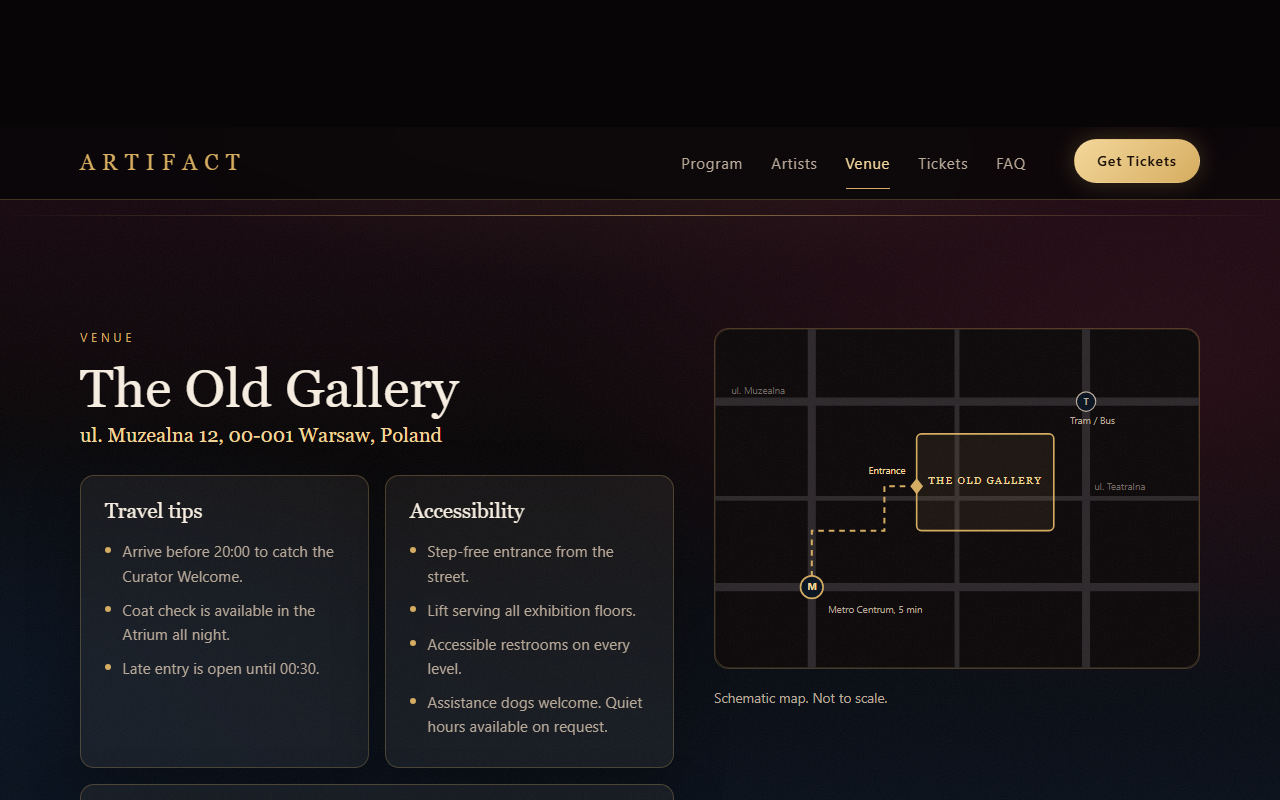 ARTIFACT
Program
Artists
Venue
Tickets
FAQ
Get Tickets
VENUE
The Old Gallery
ul. Muzealna 12, 00-001 Warsaw, Poland
Travel tips
Arrive before 20:00 to catch the
Curator Welcome.
Coat check is available in the
Atrium all night.
Late entry is open until 00:30.
Accessibility
Step-free entrance from the
street.
Lift serving all exhibition floors.
Accessible restrooms on every
level.
Assistance dogs welcome. Quiet
hours available on request.
ul. Muzealna
T
Tram / Bus
Entrance
THE OLD GALLERY
ul. Teatralna
M
Metro Centrum, 5 min
Schematic map. Not to scale.